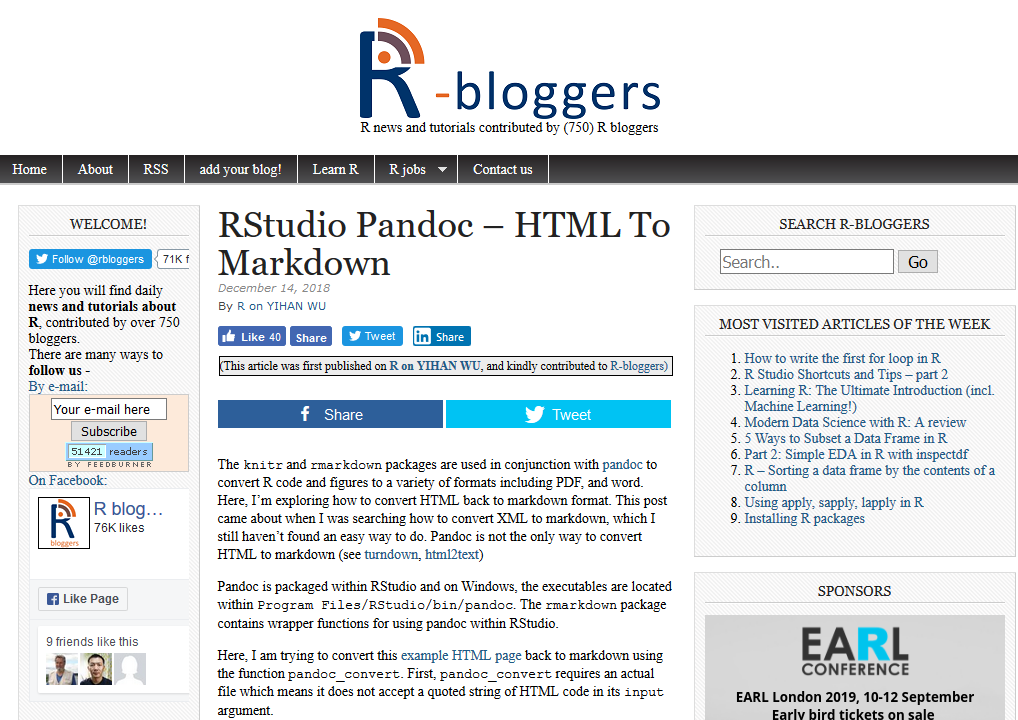 R -bloggers
R news and tutorials contributed by (750) R bloggers
Home
About
RSS
add your blog!
Learn R
R jobs
Contact us
WELCOME!
Follow @rbloggers
71K f
Here you will find daily
news and tutorials about
R, contributed by over 750
bloggers.
There are many ways to
follow us -
By e-mail:
Your e-mail here
Subscribe
51421 readers
BY FEEDBURNER
On Facebook:
R bloggers
R blog…
76K likes
Like Page
9 friends like this
RStudio Pandoc – HTML To
Markdown
December 14, 2018
By R on YIHAN WU
Like 40
Share
Tweet
Share
(This article was first published on R on YIHAN WU, and kindly contributed to R-bloggers)
Share
Tweet
The knitr and rmarkdown packages are used in conjunction with pandoc to
convert R code and figures to a variety of formats including PDF, and word.
Here, I’m exploring how to convert HTML back to markdown format. This post
came about when I was searching how to convert XML to markdown, which I
still haven’t found an easy way to do. Pandoc is not the only way to convert
HTML to markdown (see turndown, html2text)
Pandoc is packaged within RStudio and on Windows, the executables are located
within Program Files/RStudio/bin/pandoc. The rmarkdown package
contains wrapper functions for using pandoc within RStudio.
Here, I am trying to convert this example HTML page back to markdown using
the function pandoc_convert. First, pandoc_convert requires an actual
file which means it does not accept a quoted string of HTML code in its input
argument.
SEARCH R-BLOGGERS
Search..
Go
MOST VISITED ARTICLES OF THE WEEK
1. How to write the first for loop in R
2. R Studio Shortcuts and Tips – part 2
3. Learning R: The Ultimate Introduction (incl.
Machine Learning!)
4. Modern Data Science with R: A review
5. 5 Ways to Subset a Data Frame in R
6. Part 2: Simple EDA in R with inspectdf
7. R – Sorting a data frame by the contents of a
column
8. Using apply, sapply, lapply in R
9. Installing R packages
SPONSORS
EARL
CONFERENCE
EARL London 2019, 10-12 September
Early bird tickets on sale